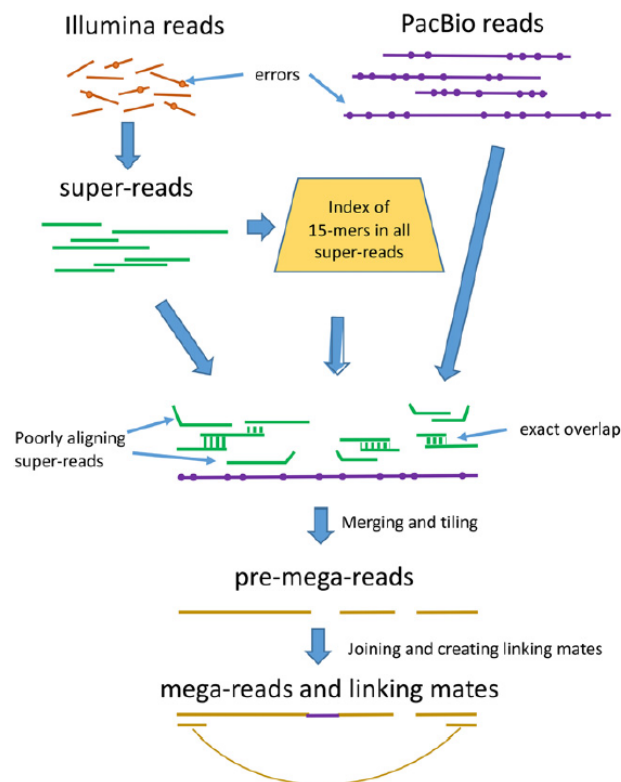 Illumina reads
PacBio reads
errors
super-reads
Index of
15-mers in all
super-reads
Poorly aligning
super-reads
exact overlap
Merging and tiling
pre-mega-reads
Joining and creating linking mates
mega-reads and linking mates